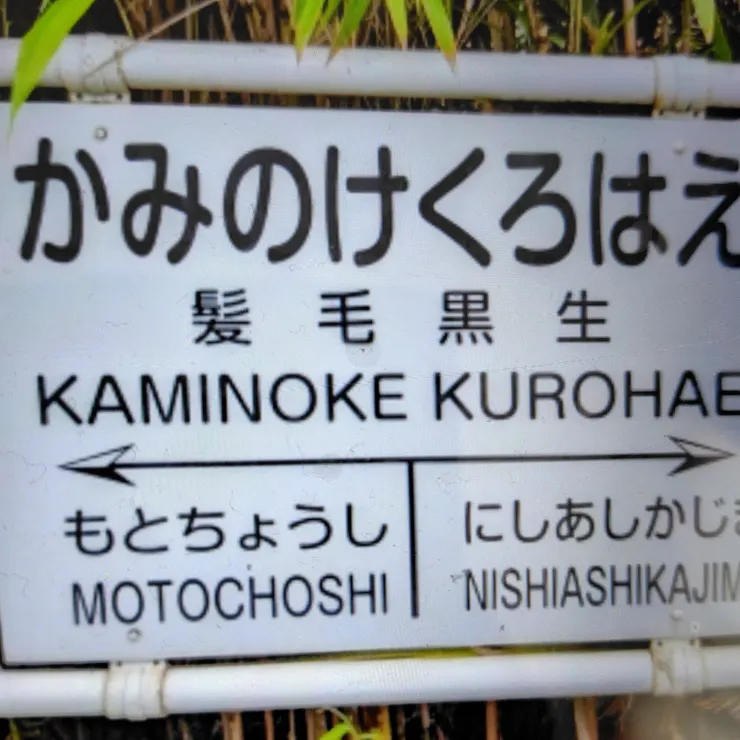 かみのけくろはえ
髪毛黒生
KAMINOKE KUROHAE
もとちょうし にしあしかじ
MOTOCHOSHI NISHIASHIKAJIM